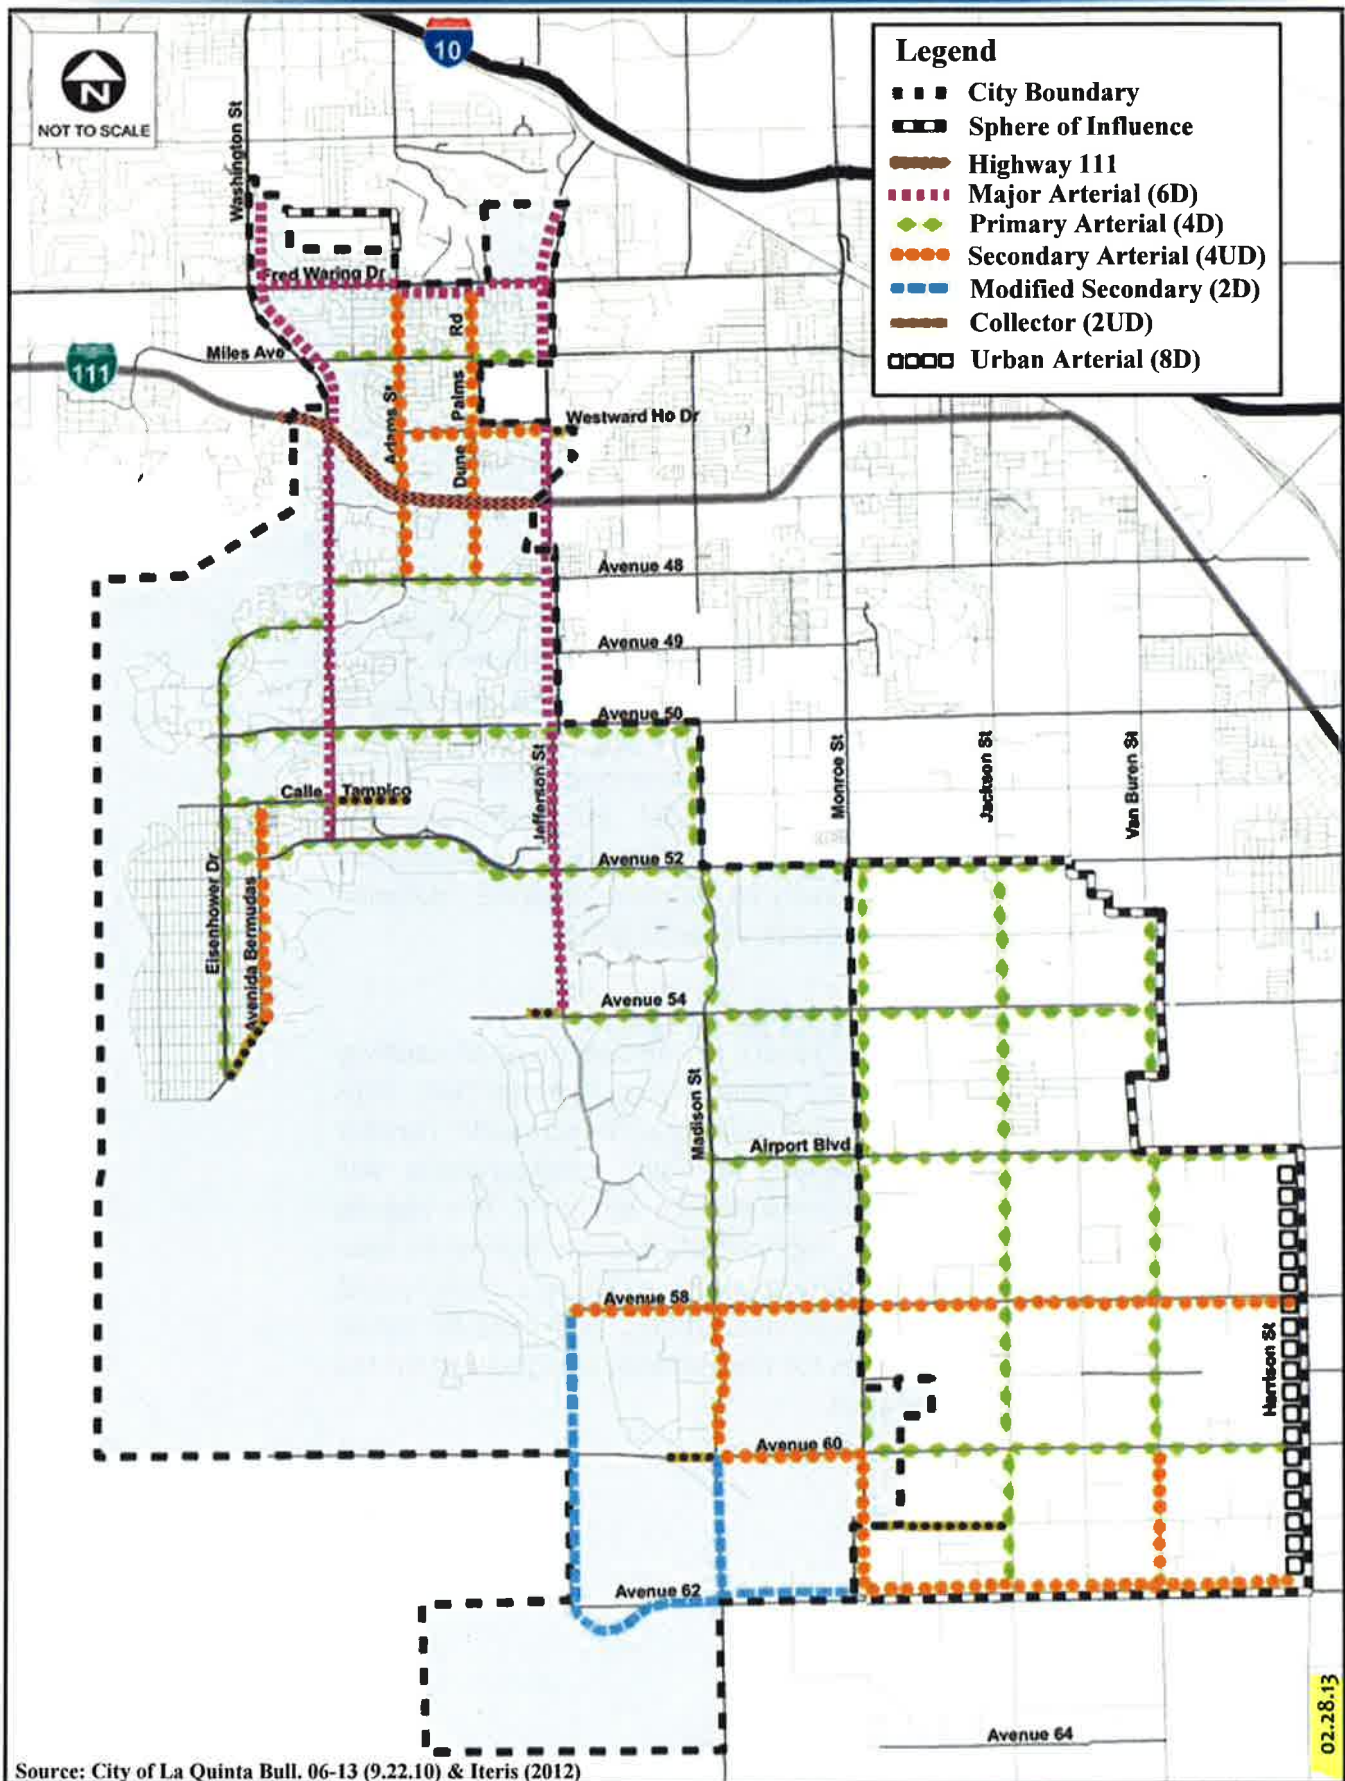 10
N
NOT TO SCALE
Legend
City Boundary
Sphere of Influence
Highway 111
Major Arterial (6D)
Primary Arterial (4D)
Secondary Arterial (4UD)
Modified Secondary (2D)
Collector (2UD)
Urban Arterial (8D)
Washington St
Fred Waring Dr
Miles Ave
111
Adams St
Dune Palms Rd
Westward Ho Dr
Avenue 48
Avenue 49
Avenue 50
Calle Tampico
Jefferson St
Monroe St
Jackson St
Van Buren St
Avenue 52
Eisenhower Dr
Avenida Bermudas
Avenue 54
Madison St
Airport Blvd
Avenue 58
Harrison St
Avenue 60
Avenue 62
Avenue 64
02.28.13
Source: City of La Quinta Bull. 06-13 (9.22.10) & Iteris (2012)